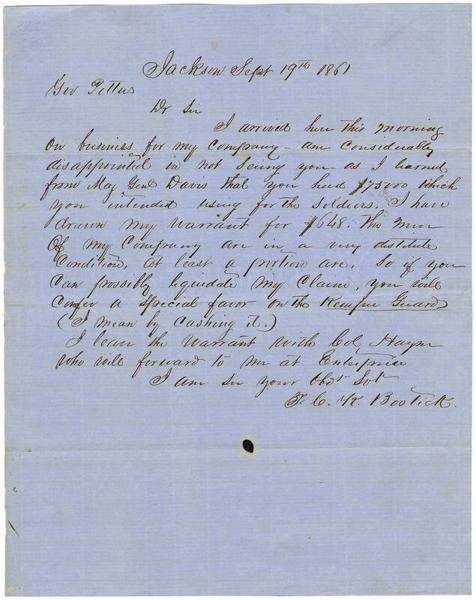 Jackson Sept 19th 1861
Gov Pettus
Dr Sir
I arrived here this morning
on business for my Company - am considerably
disappointed in not seeing you as I learned
from Maj Genl Davis that you had $75000 which
you intended using for the soldiers. I have
drawn my warrant for $648. The men
of my Company are in a very distitute
Condition, at least a portion are. So if you
can possibly liquidate my Claim, you will
confer a special favor on the Kemper Guards
(I mean by cashing it.)
I leave the warrant with Col
who will forward to me at Enterprise
I am sir your Obdt Svt
T. C. K. Bostick.